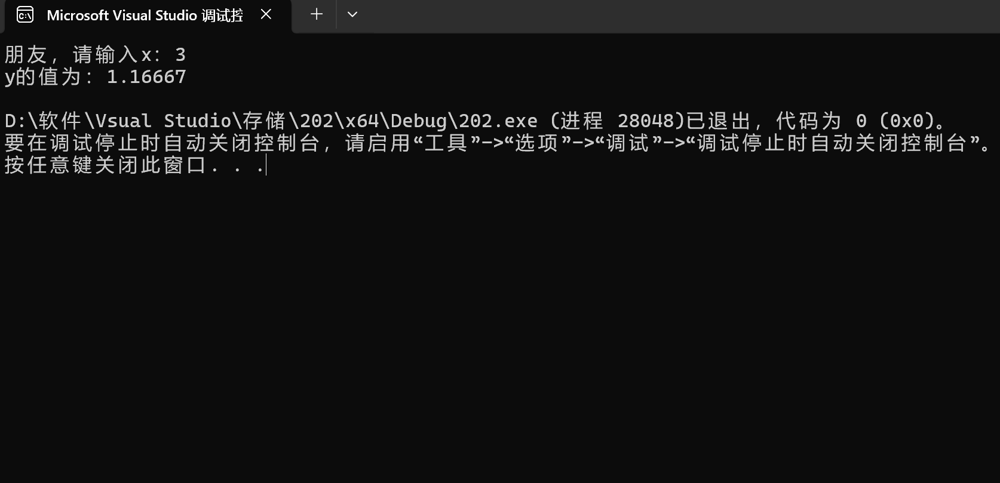 Microsoft Visual Studio 调试控
朋友，请输入x：3
y的值为：1.16667
D:\软件\Vsual Studio\存储\202\x64\Debug\202.exe (进程 28048)已退出，代码为 0 (0x0)。
要在调试停止时自动关闭控制台，请启用“工具”->“选项”->“调试”->“调试停止时自动关闭控制台”。
按任意键关闭此窗口. . .